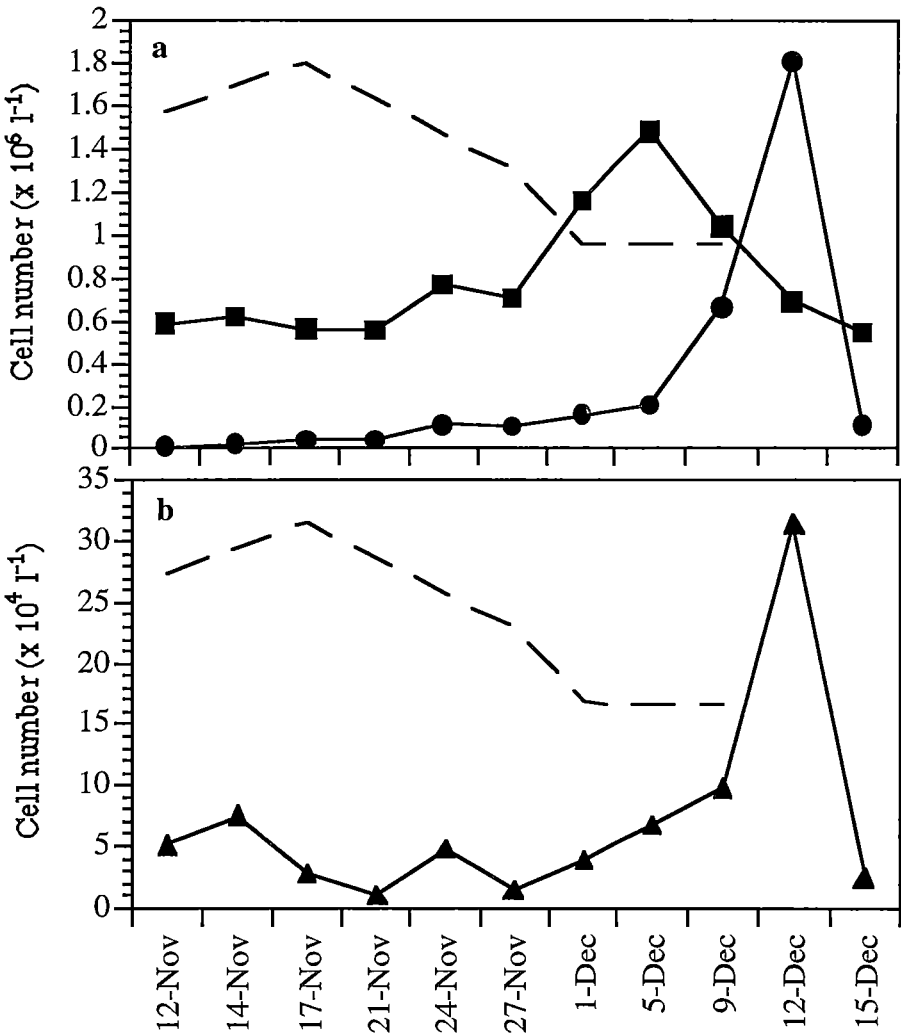 a
Cell number (x 10⁶ l⁻¹)
2
1.8
1.6
1.4
1.2
1
0.8
0.6
0.4
0.2
0
b
Cell number (x 10⁴ l⁻¹)
35
30
25
20
15
10
5
0
12-Nov
14-Nov
17-Nov
21-Nov
24-Nov
27-Nov
1-Dec
5-Dec
9-Dec
12-Dec
15-Dec